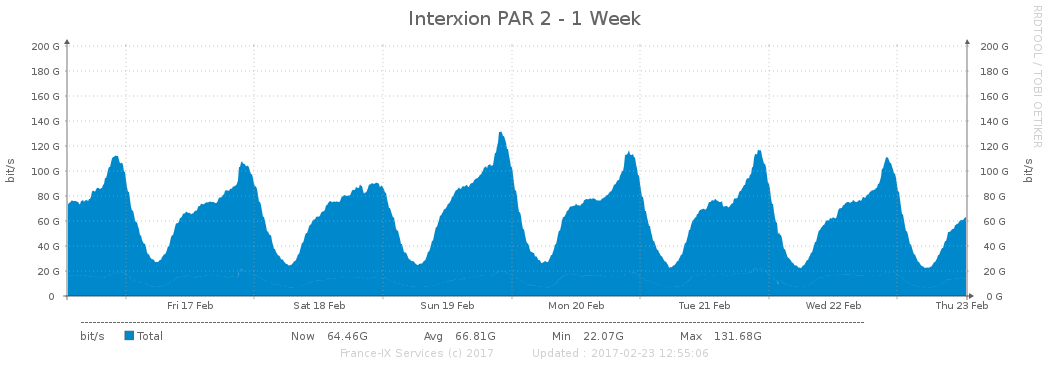 Interxion PAR 2 - 1 Week
RRDTOOL / TOBI OETIKER
200 G 200 G
180 G 180 G
160 G 160 G
140 G 140 G
120 G 120 G
100 G 100 G
80 G 80 G
60 G 60 G
40 G 40 G
20 G 20 G
0 0 G
bit/s
bit/s
Fri 17 Feb Sat 18 Feb Sun 19 Feb Mon 20 Feb Tue 21 Feb Wed 22 Feb Thu 23 Feb
bit/s Total Now 64.46G Avg 66.81G Min 22.07G Max 131.68G
France-IX Services (c) 2017 Updated : 2017-02-23 12:55:06